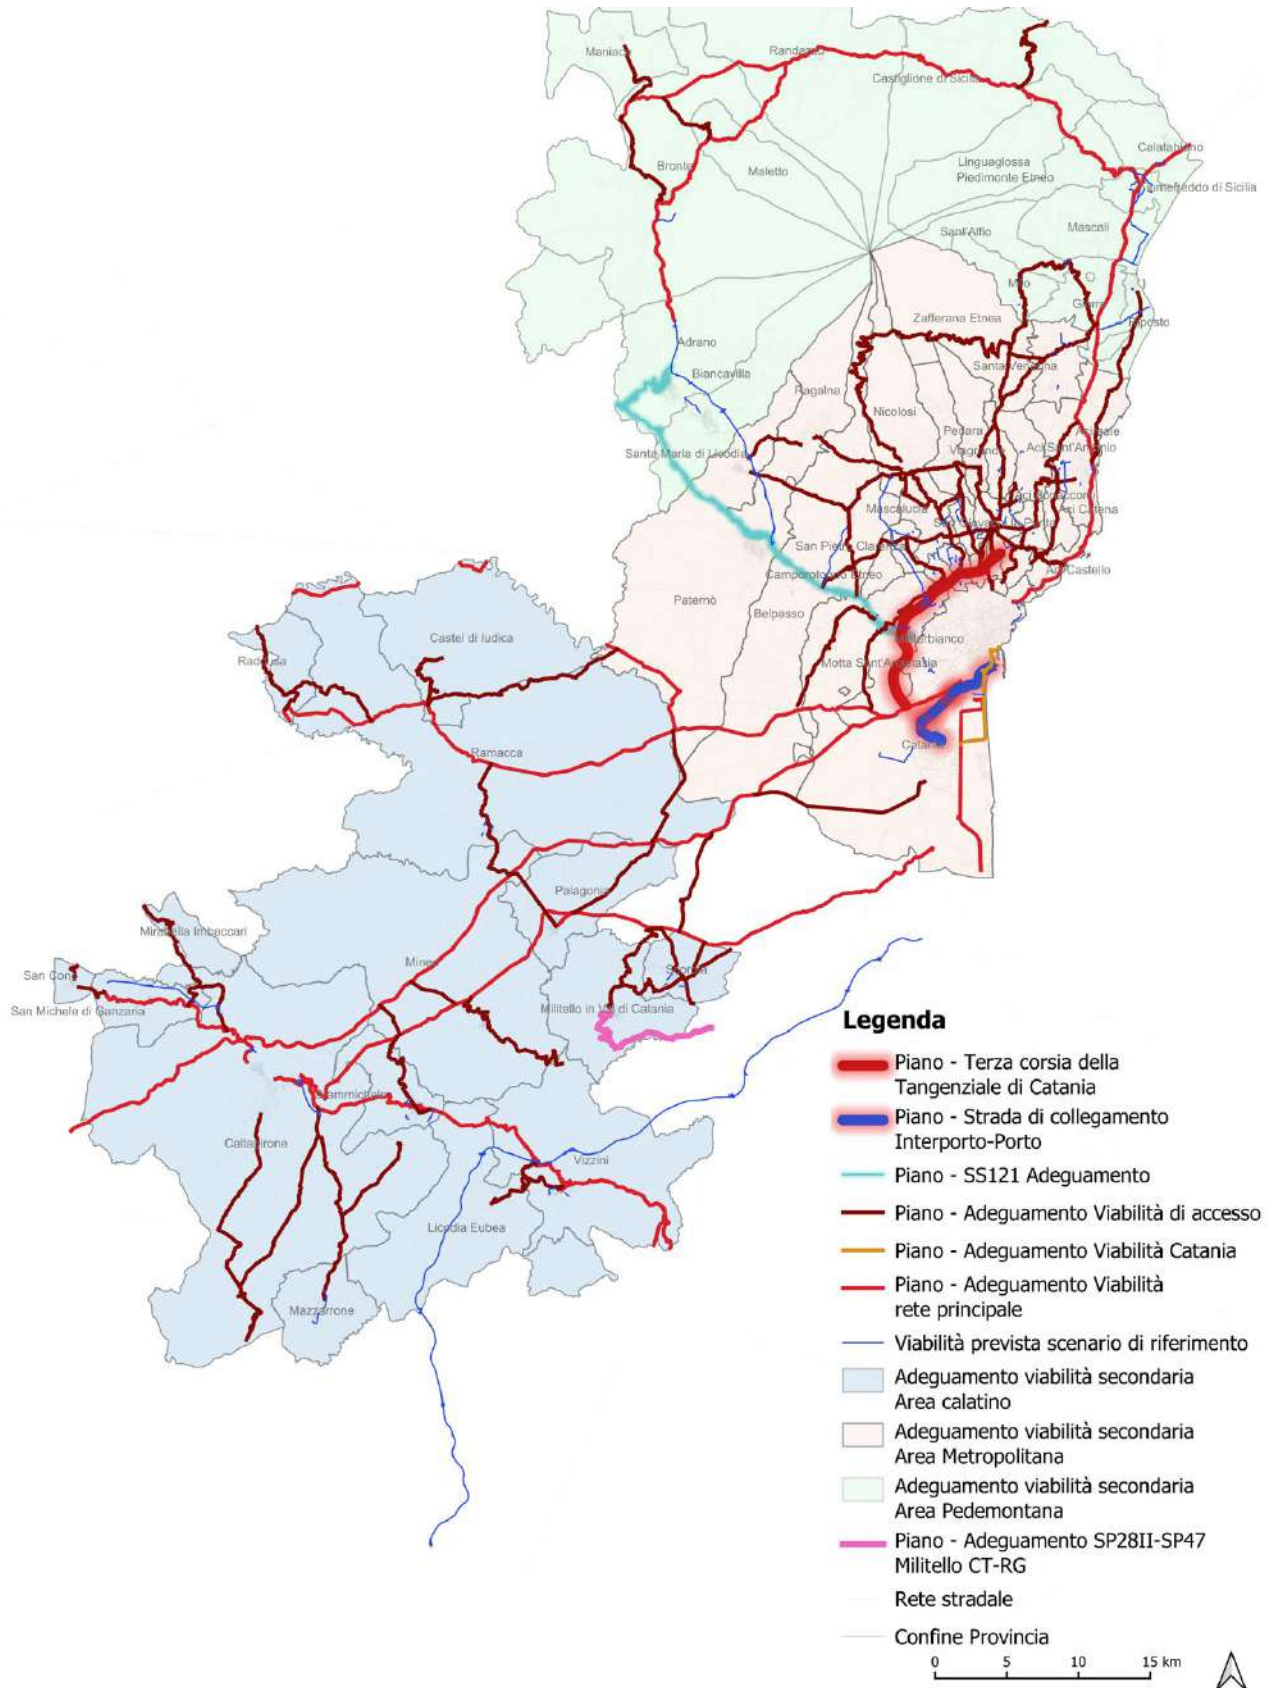 Maniace
Randazzo
Castiglione di Sicilia
Calatabiano
Bronte
Maletto
Linguaglossa
Piedimonte Etneo
Fiumefreddo di Sicilia
Sant'Alfio
Mascali
Milo
Giarre
Riposto
Zafferana Etnea
Adrano
Santa Venerina
Biancavilla
Ragalna
Nicolosi
Pedara
Acireale
Viagrande
Aci Sant'Antonio
Santa Maria di Licodia
Aci Bonaccorsi
Mascalucia
Aci Catena
San Giovanni la Punta
San Pietro Clarenza
Camporotondo Etneo
Aci Castello
Paternò
Belpasso
Castel di Iudica
Misterbianco
Raddusa
Motta Sant'Anastasia
Catania
Ramacca
Palagonia
Mirabella Imbaccari
Mineo
San Cono
Scordia
San Michele di Ganzaria
Militello in Val di Catania
Grammichele
Caltagirone
Vizzini
Licodia Eubea
Mazzarrone
Legenda
Piano - Terza corsia della
Tangenziale di Catania
Piano - Strada di collegamento
Interporto-Porto
Piano - SS121 Adeguamento
Piano - Adeguamento Viabilità di accesso
Piano - Adeguamento Viabilità Catania
Piano - Adeguamento Viabilità
rete principale
Viabilità prevista scenario di riferimento
Adeguamento viabilità secondaria
Area calatino
Adeguamento viabilità secondaria
Area Metropolitana
Adeguamento viabilità secondaria
Area Pedemontana
Piano - Adeguamento SP28II-SP47
Militello CT-RG
Rete stradale
Confine Provincia
0 5 10 15 km